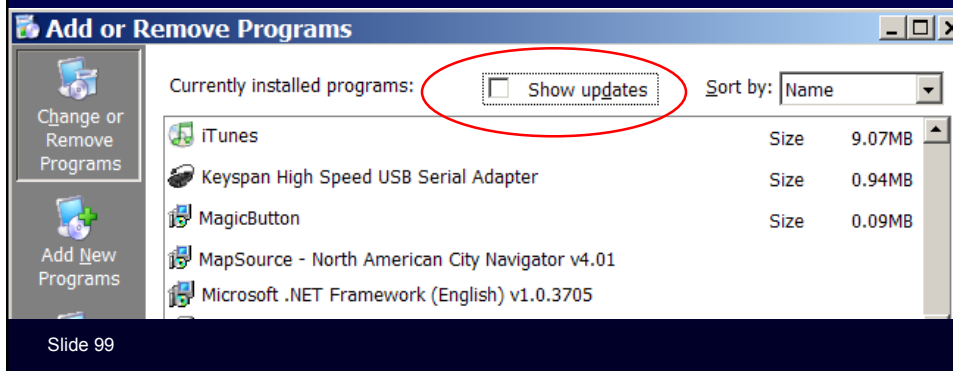 Add or Remove Programs
Change or
Remove
Programs
Currently installed programs:
Show updates
Sort by: Name
iTunes Size 9.07MB
Keyspan High Speed USB Serial Adapter Size 0.94MB
MagicButton Size 0.09MB
Add New
Programs
MapSource - North American City Navigator v4.01
Microsoft .NET Framework (English) v1.0.3705
Slide 99